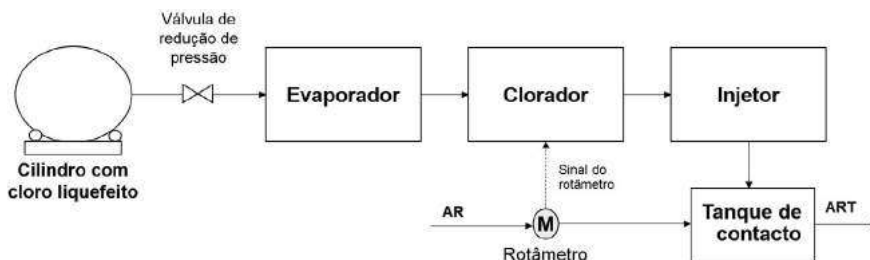 Válvula de
redução de
pressão
Evaporador
Clorador
Injetor
Cilindro com
cloro liquefeito
Sinal do
rotâmetro
AR
M
Rotâmetro
Tanque de
contacto
ART